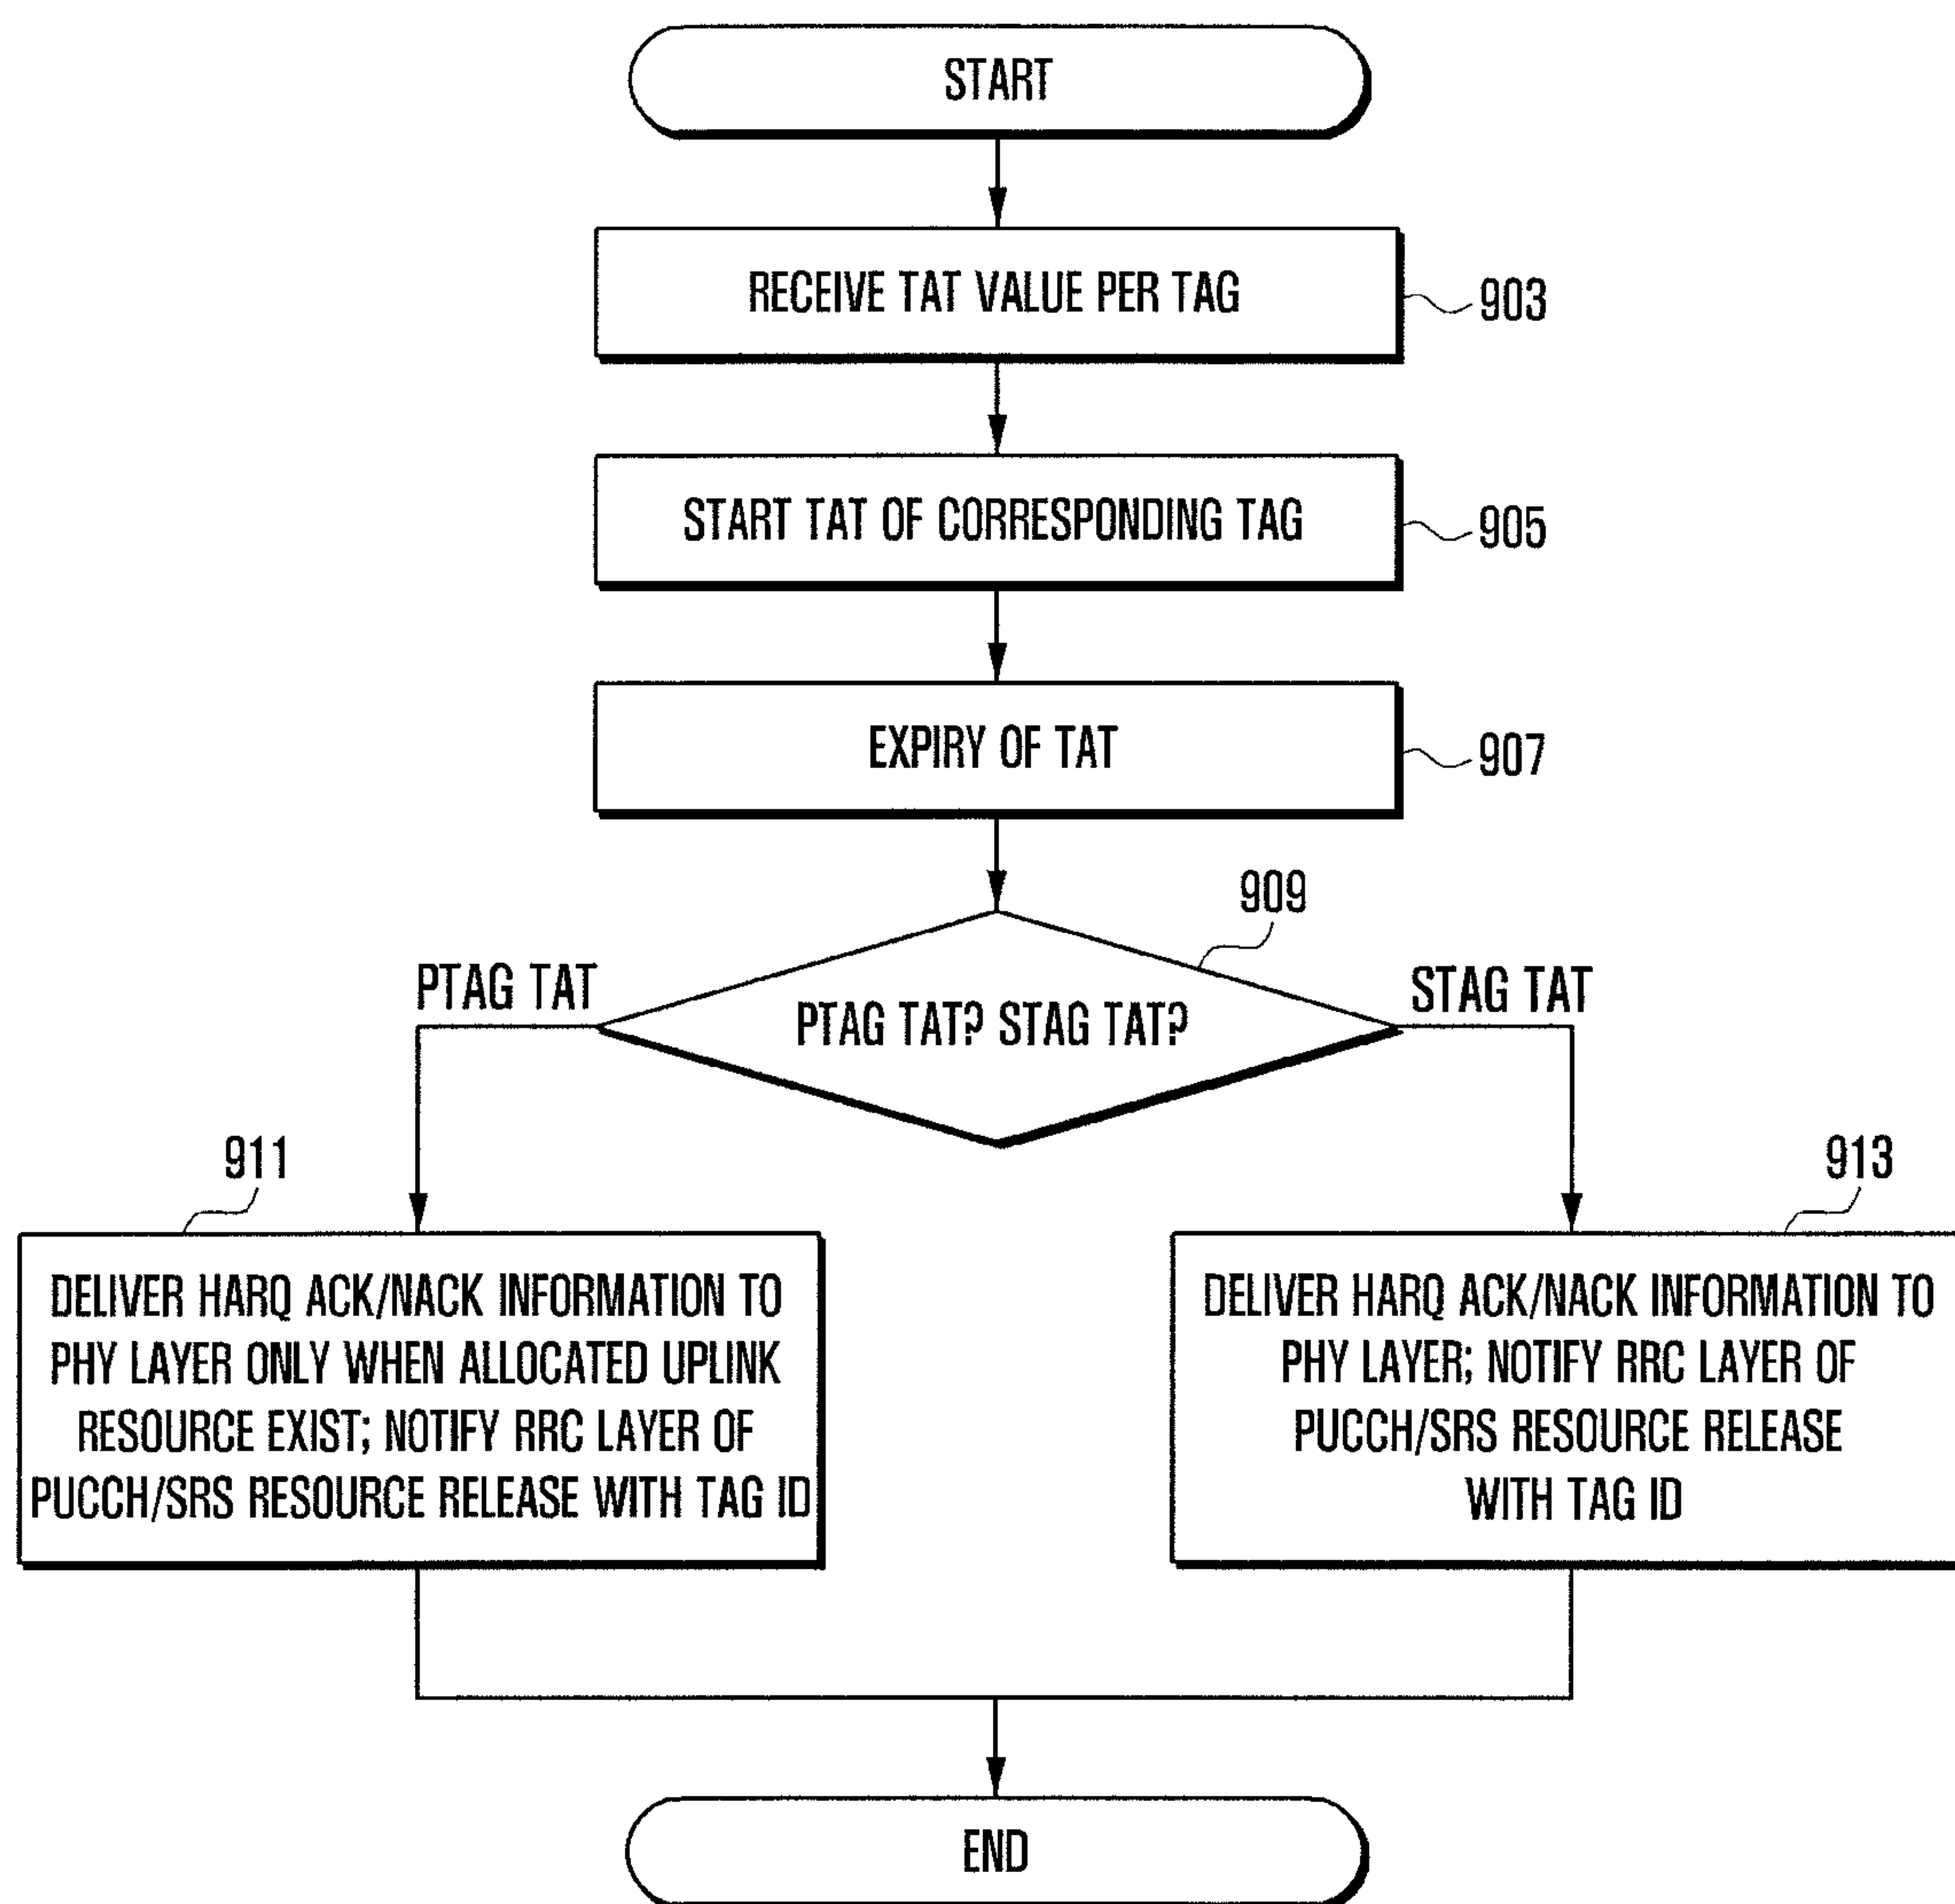 START
RECEIVE TAT VALUE PER TAG
903
START TAT OF CORRESPONDING TAG
905
EXPIRY OF TAT
907
909
PTAG TAT
PTAG TAT? STAG TAT?
STAG TAT
911
DELIVER HARQ ACK/NACK INFORMATION TO
PHY LAYER ONLY WHEN ALLOCATED UPLINK
RESOURCE EXIST; NOTIFY RRC LAYER OF
PUCCH/SRS RESOURCE RELEASE WITH TAG ID
913
DELIVER HARQ ACK/NACK INFORMATION TO
PHY LAYER; NOTIFY RRC LAYER OF
PUCCH/SRS RESOURCE RELEASE
WITH TAG ID
END